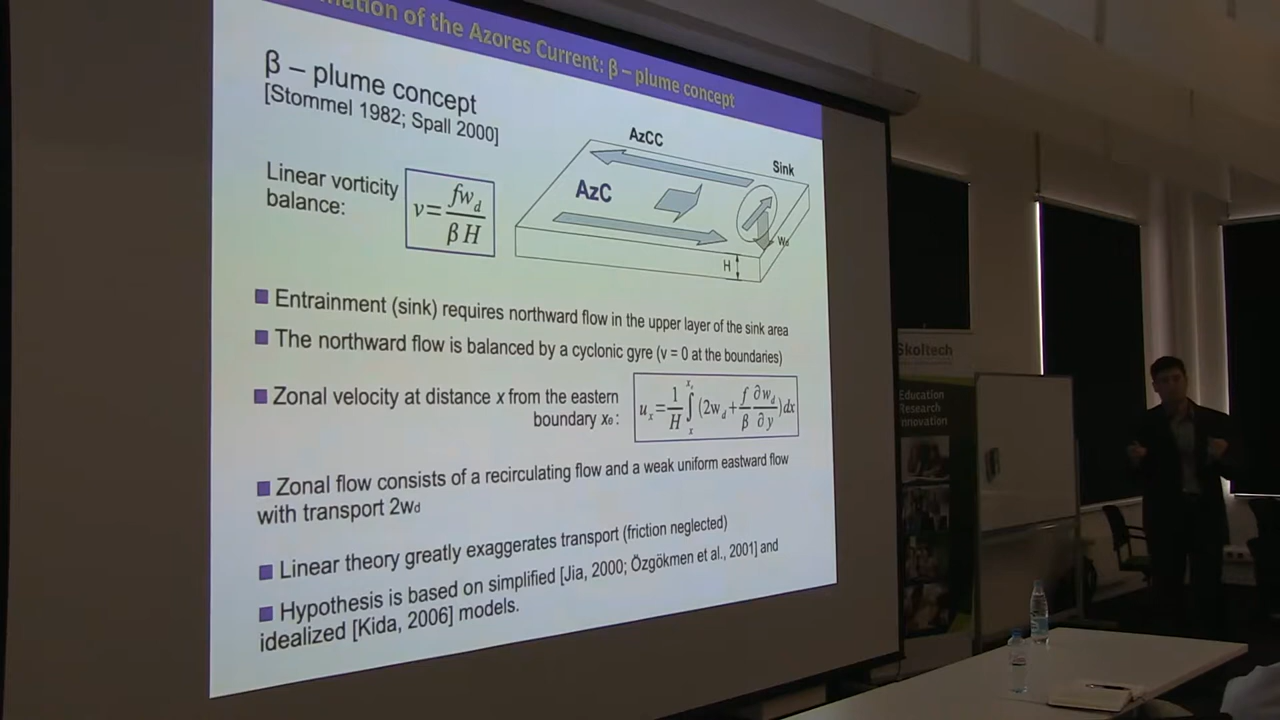 of the Azores Current: β – plume concept
β – plume concept
[Stommel 1982; Spall 2000]
Linear vorticity
balance:
v = fw_d / β H
AzCC
Sink
AzC
W_d
H
Entrainment (sink) requires northward flow in the upper layer of the sink area
The northward flow is balanced by a cyclonic gyre (v = 0 at the boundaries)
Zonal velocity at distance x from the eastern
boundary x_e:
u_x = 1/H ∫_x^{x_e} (2w_d + f/β ∂w_d/∂y)dx
Zonal flow consists of a recirculating flow and a weak uniform eastward flow
with transport 2w_d
Linear theory greatly exaggerates transport (friction neglected)
Hypothesis is based on simplified [Jia, 2000; Özgökmen et al., 2001] and
idealized [Kida, 2006] models.
Skoltech
Education
Research
Innovation